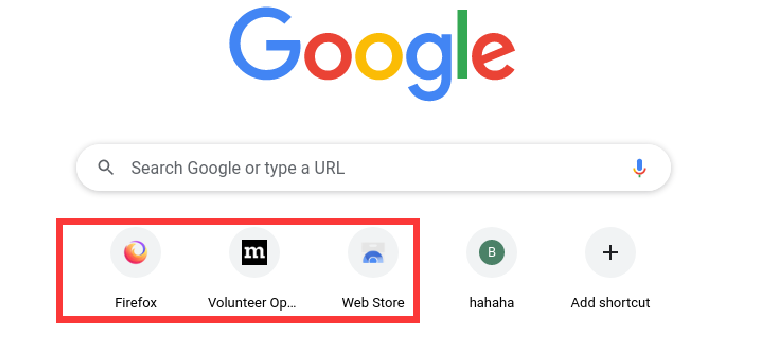 Google
Search Google or type a URL
m
B
Firefox
Volunteer Op...
Web Store
hahaha
Add shortcut